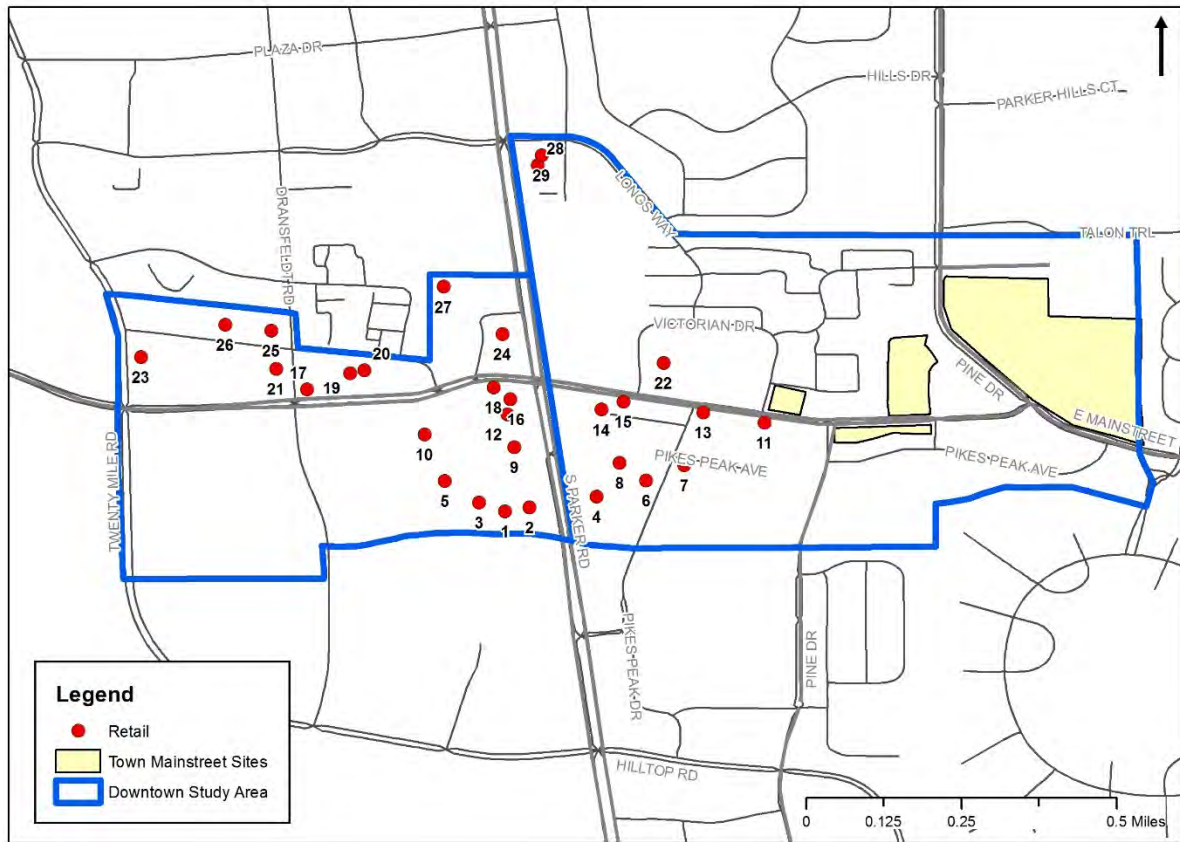 PLAZA DR
HILLS DR
PARKER HILLS CT
28
29
LONGS WAY
TALON TRL
DRANSFELDT RD
27
VICTORIAN DR
26
25
20
24
23
21
17
19
22
PINE DR
18
16
15
14
13
11
12
E MAINSTREET
10
9
PIKES PEAK AVE
PIKES PEAK AVE
8
7
5
6
3
1
2
4
TWENTY MILE RD
S PARKER RD
PIKES PEAK DR
PINE DR
HILLTOP RD
Legend
Retail
Town Mainstreet Sites
Downtown Study Area
0 0.125 0.25 0.5 Miles